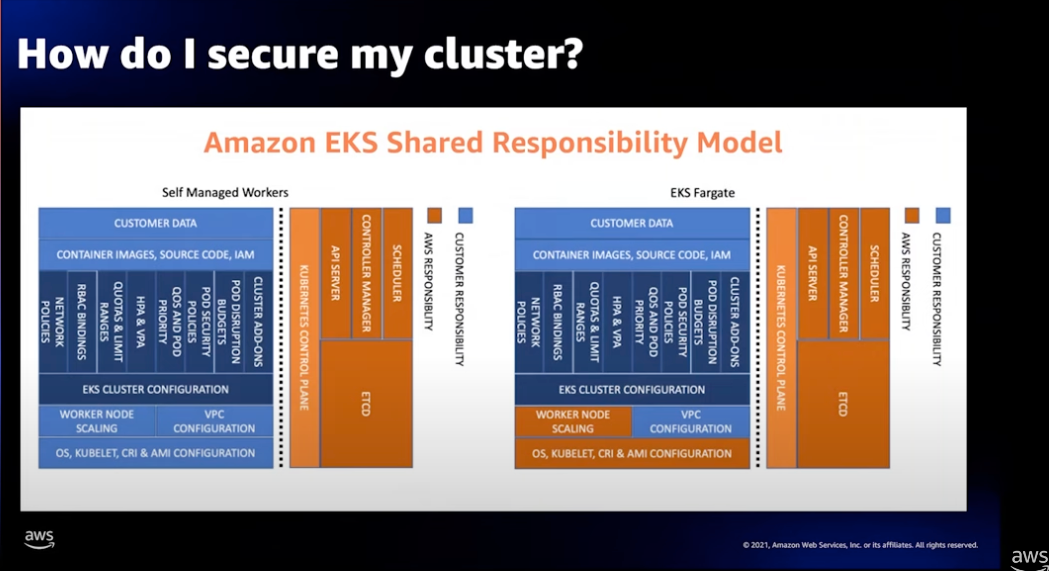 How do I secure my cluster?
Amazon EKS Shared Responsibility Model
Self Managed Workers
CUSTOMER DATA
CONTAINER IMAGES, SOURCE CODE, IAM
NETWORK
POLICIES
RBAC BINDINGS
QUOTAS & LIMIT
RANGES
HPA & VPA
QOS AND POD
PRIORITY
POD SECURITY
POLICIES
POD DISRUPTION
BUDGETS
CLUSTER ADD-ONS
EKS CLUSTER CONFIGURATION
WORKER NODE
SCALING
VPC
CONFIGURATION
OS, KUBELET, CRI & AMI CONFIGURATION
KUBERNETES CONTROL PLANE
API SERVER
CONTROLLER MANAGER
SCHEDULER
ETCD
AWS RESPONSIBLITY
CUSTOMER RESPONSIBILITY
EKS Fargate
CUSTOMER DATA
CONTAINER IMAGES, SOURCE CODE, IAM
NETWORK
POLICIES
RBAC BINDINGS
QUOTAS & LIMIT
RANGES
HPA & VPA
QOS AND POD
PRIORITY
POD SECURITY
POLICIES
POD DISRUPTION
BUDGETS
CLUSTER ADD-ONS
EKS CLUSTER CONFIGURATION
WORKER NODE
SCALING
VPC
CONFIGURATION
OS, KUBELET, CRI & AMI CONFIGURATION
KUBERNETES CONTROL PLANE
API SERVER
CONTROLLER MANAGER
SCHEDULER
ETCD
AWS RESPONSIBLITY
CUSTOMER RESPONSIBILITY
aws
© 2021, Amazon Web Services, Inc. or its affiliates. All rights reserved.
aws